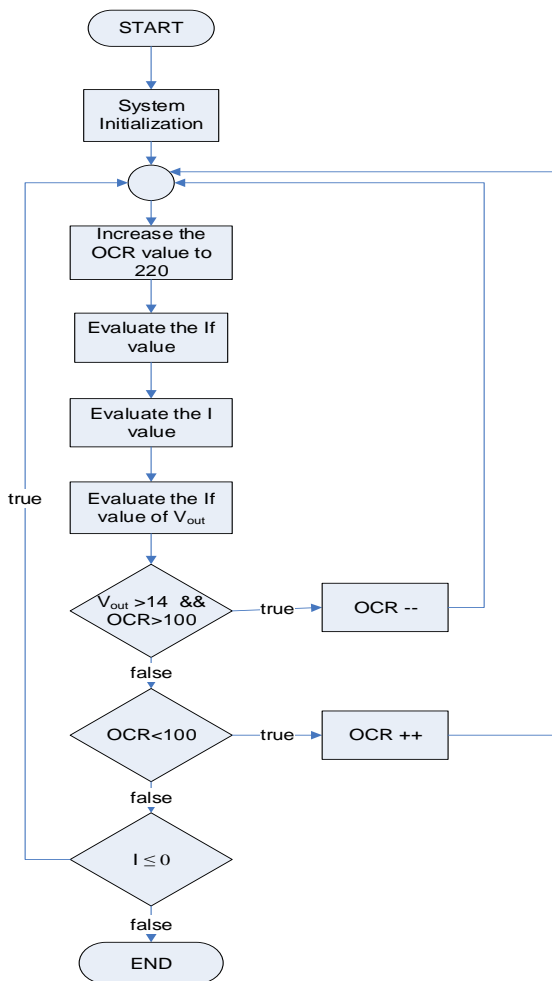 START
System
Initialization
Increase the
OCR value to
220
Evaluate the If
value
Evaluate the I
value
Evaluate the If
value of Vout
true
Vout >14 &&
OCR>100
true
OCR --
false
OCR<100
true
OCR ++
false
I ≤ 0
false
END